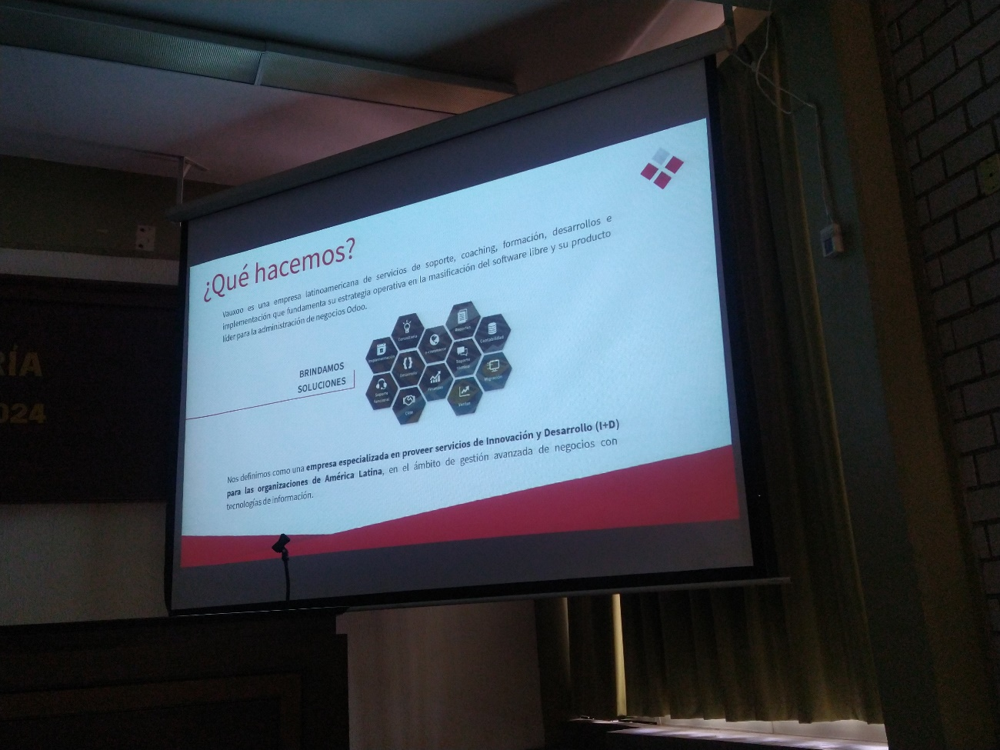 RÍA
2024
¿Qué hacemos?
Vauxoo es una empresa latinoamericana de servicios de soporte, coaching, formación, desarrollos e
implementación que fundamenta su estrategia operativa en la masificación del software libre y su producto
líder para la administración de negocios Odoo.
BRINDAMOS
SOLUCIONES
Consultoría
Reportes
Implementación
e-commerce
Contabilidad
Desarrollo
Soporte
técnico
Soporte
Funcional
Finanzas
Migración
CRM
Ventas
Nos definimos como una empresa especializada en proveer servicios de Innovación y Desarrollo (I+D)
para las organizaciones de América Latina, en el ámbito de gestión avanzada de negocios con
tecnologías de información.